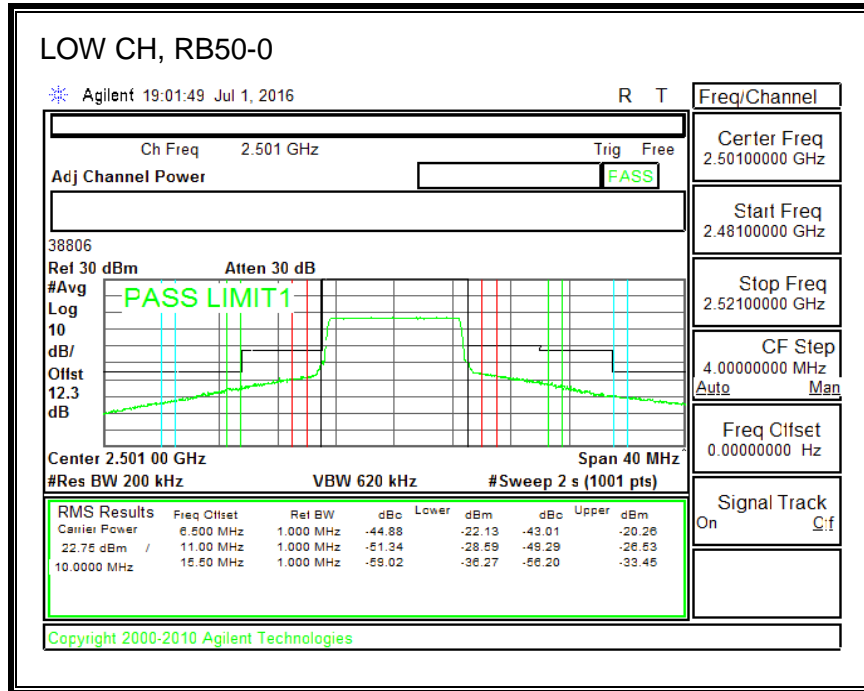 LOW CH, RB50-0
Agilent 19:01:49 Jul 1, 2016 R T
Ch Freq 2.501 GHz Trig Free
Adj Channel Power PASS
38806
Ref 30 dBm Atten 30 dB
#Avg
Log
10
dB/
Offst
12.3
dB
PASS LIMIT1
Center 2.501 00 GHz Span 40 MHz
#Res BW 200 kHz VBW 620 kHz #Sweep 2 s (1001 pts)
RMS Results Freq Offset Ref BW dBc Lower dBm dBc Upper dBm
Carrier Power 6.500 MHz 1.000 MHz -44.88 -22.13 -43.01 -20.26
22.75 dBm / 11.00 MHz 1.000 MHz -51.34 -28.59 -49.29 -26.53
10.0000 MHz 15.50 MHz 1.000 MHz -59.02 -36.27 -56.20 -33.45
Copyright 2000-2010 Agilent Technologies
Freq/Channel
Center Freq
2.50100000 GHz
Start Freq
2.48100000 GHz
Stop Freq
2.52100000 GHz
CF Step
4.00000000 MHz
Auto Man
Freq Offset
0.00000000 Hz
Signal Track
On Off